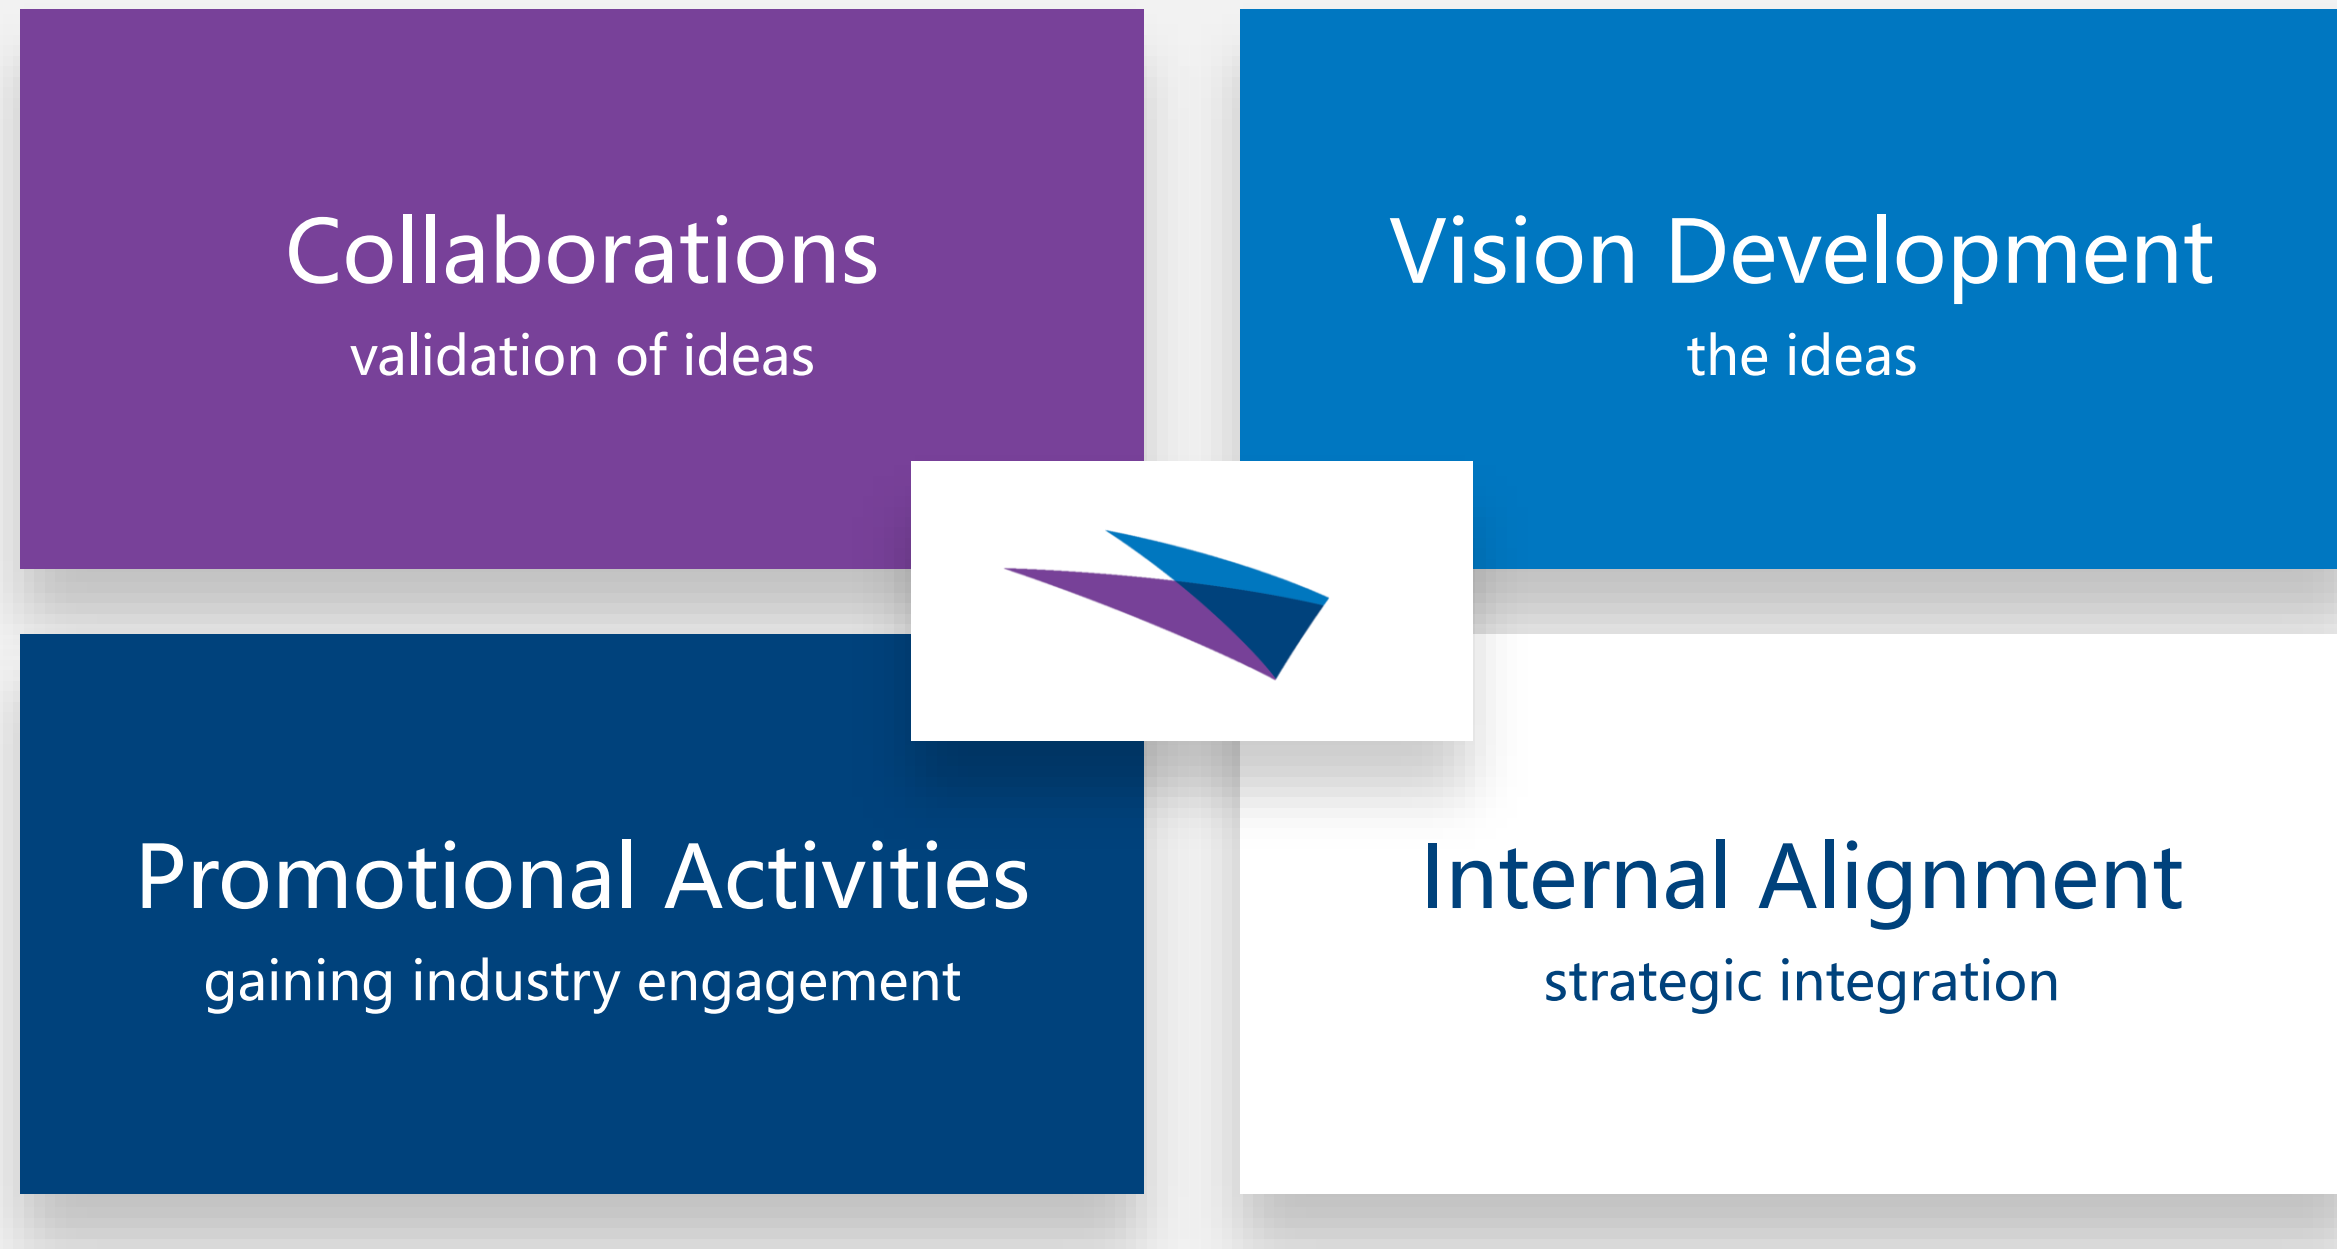 Collaborations
validation of ideas
Vision Development
the ideas
Promotional Activities
gaining industry engagement
Internal Alignment
strategic integration